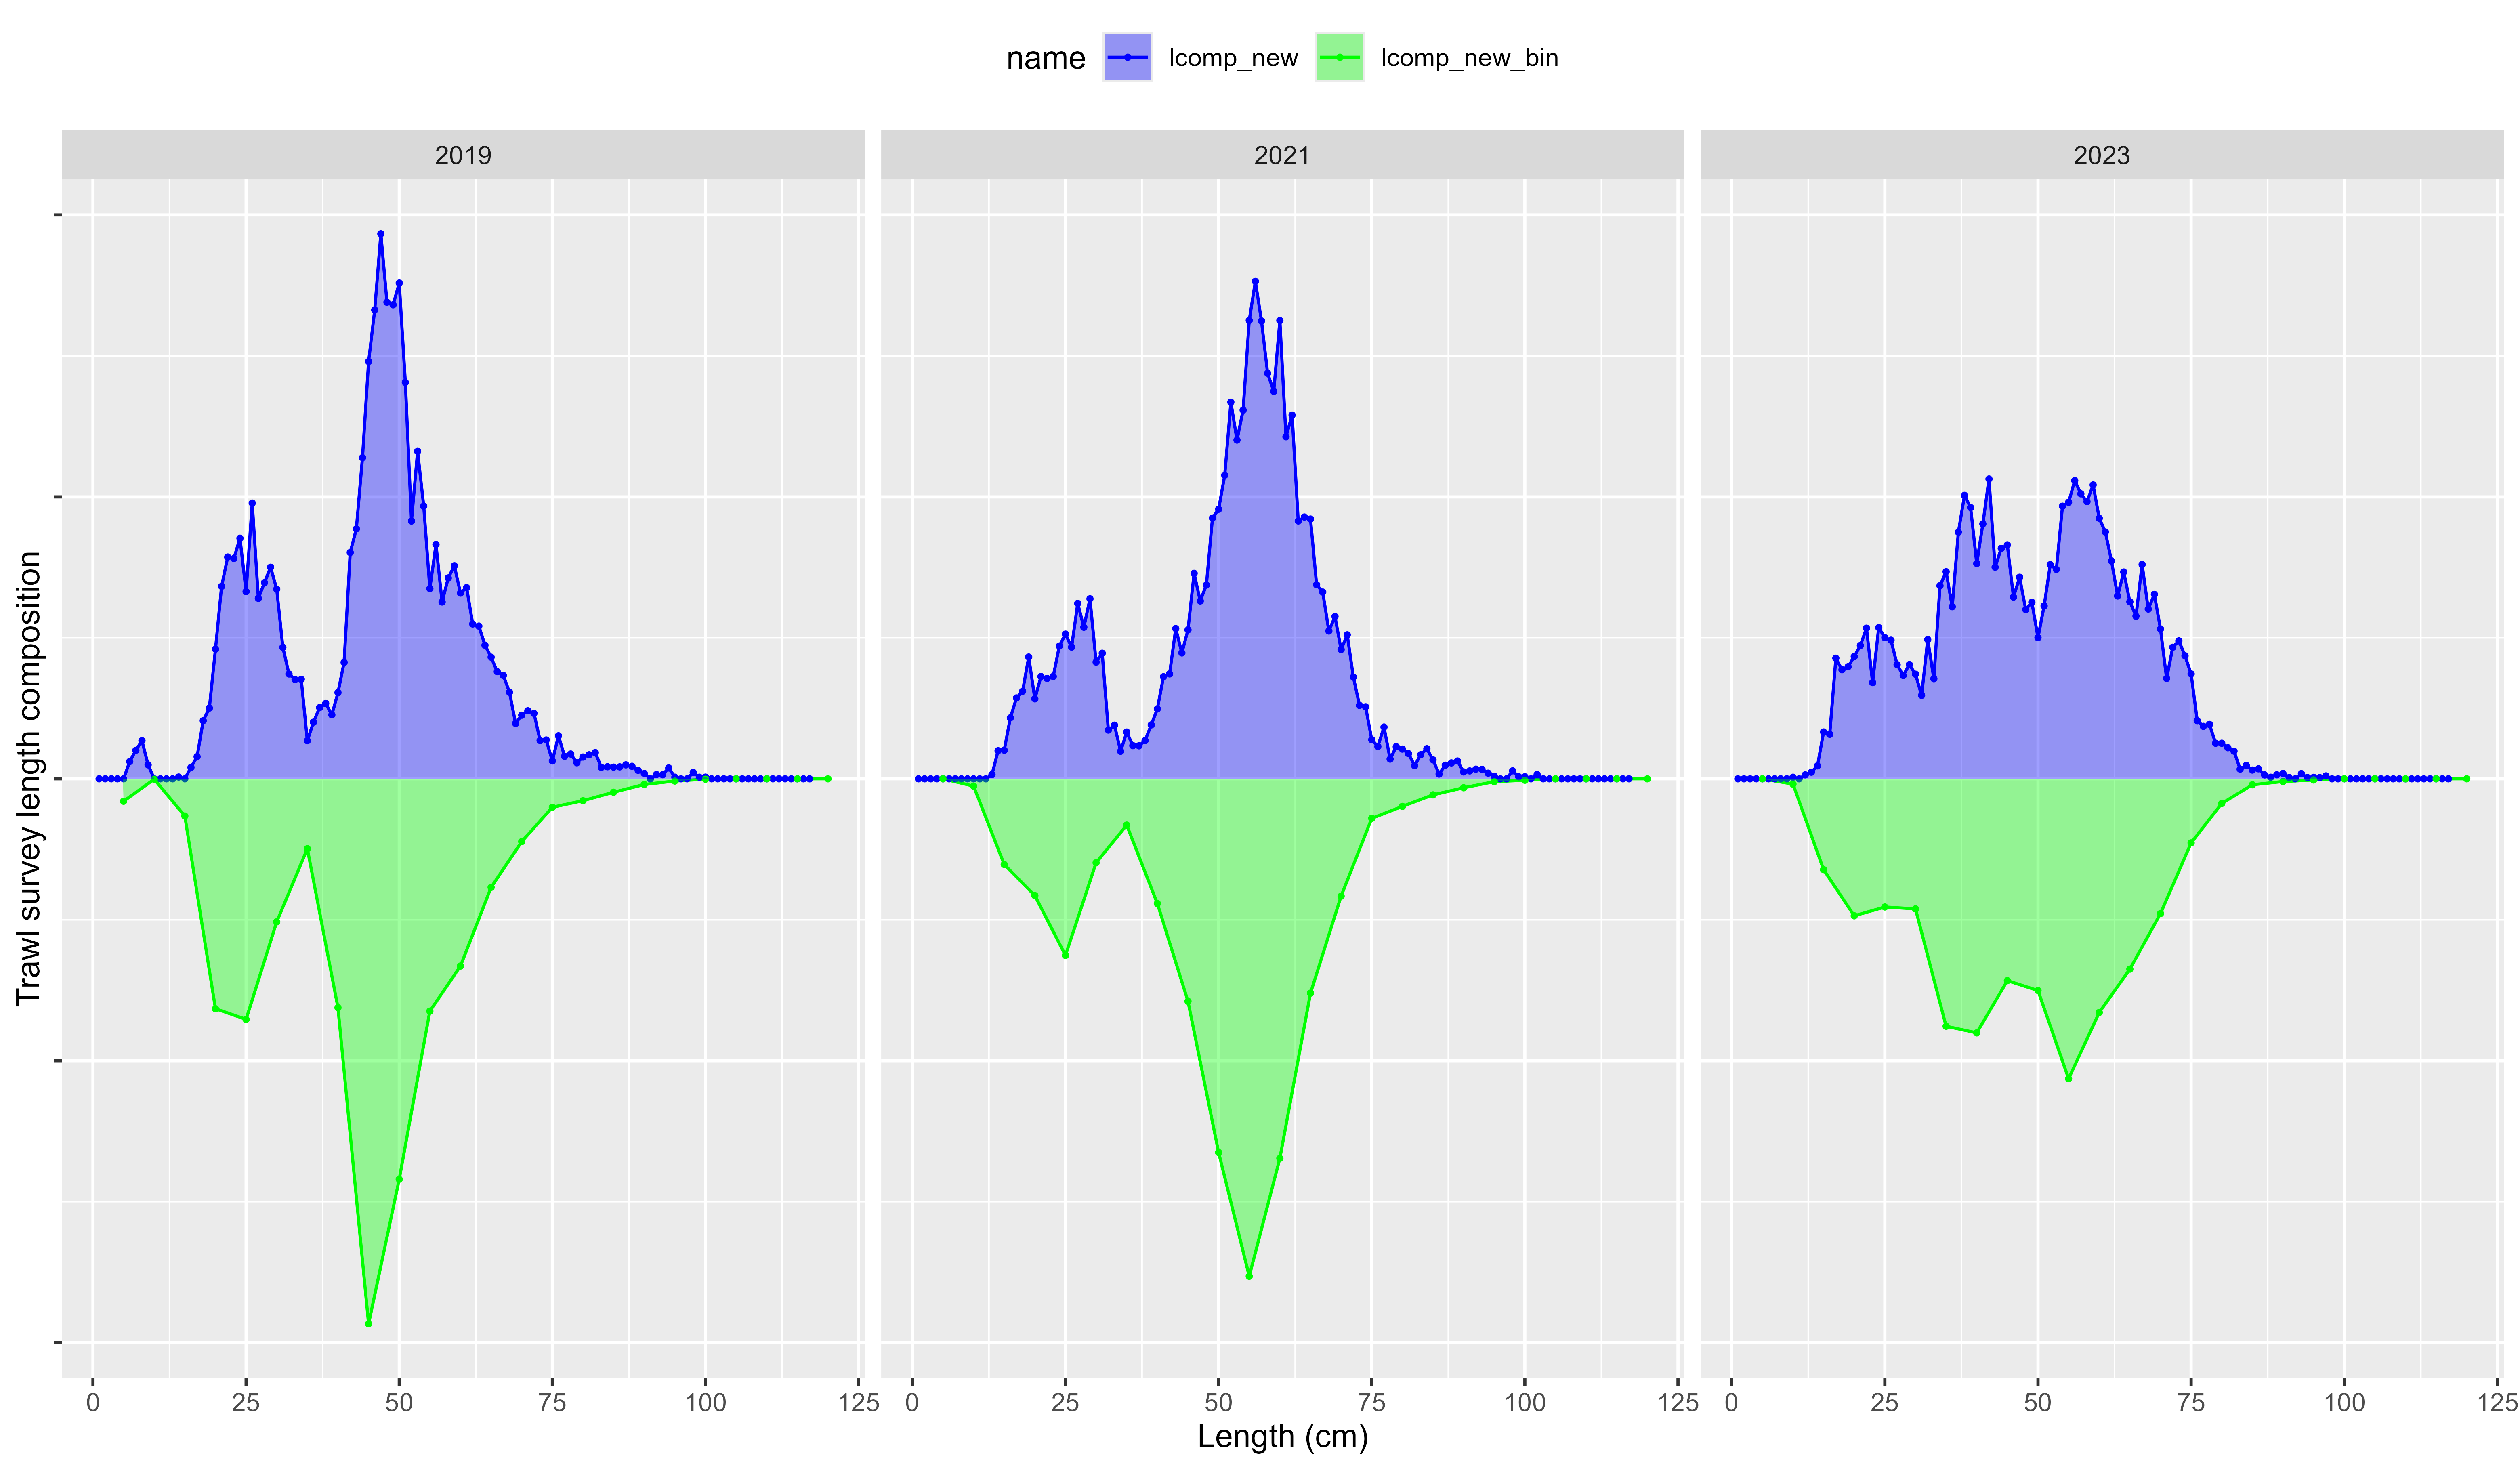 name lcomp_new lcomp_new_bin
2019 2021 2023
Trawl survey length composition
0 25 50 75 100 125 0 25 50 75 100 125 0 25 50 75 100 125
Length (cm)